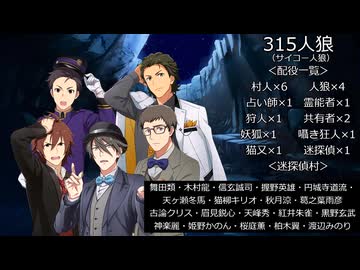 315人狼
(サイコー人狼)
<配役一覧>
村人×6 人狼×4
占い師×1 霊能者×1
狩人×1 共有者×2
妖狐×1 囁き狂人×1
猫又×1 迷探偵×1
<迷探偵村>
舞田類・木村龍・信玄誠司・握野英雄・円城寺道流・
天ヶ瀬冬馬・猫柳キリオ・秋月涼・葛之葉雨彦
古論クリス・眉見鋭心・天峰秀・紅井朱雀・黒野玄武
神楽麗・姫野かのん・桜庭薫・柏木翼・渡辺みのり